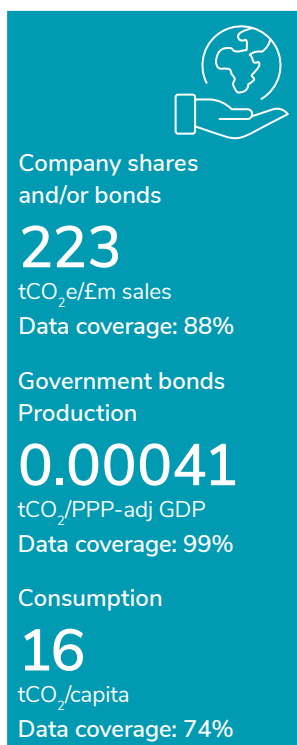 Company shares
and/or bonds
223
tCO₂e/£m sales
Data coverage: 88%
Government bonds
Production
0.00041
tCO₂/PPP-adj GDP
Data coverage: 99%
Consumption
16
tCO₂/capita
Data coverage: 74%